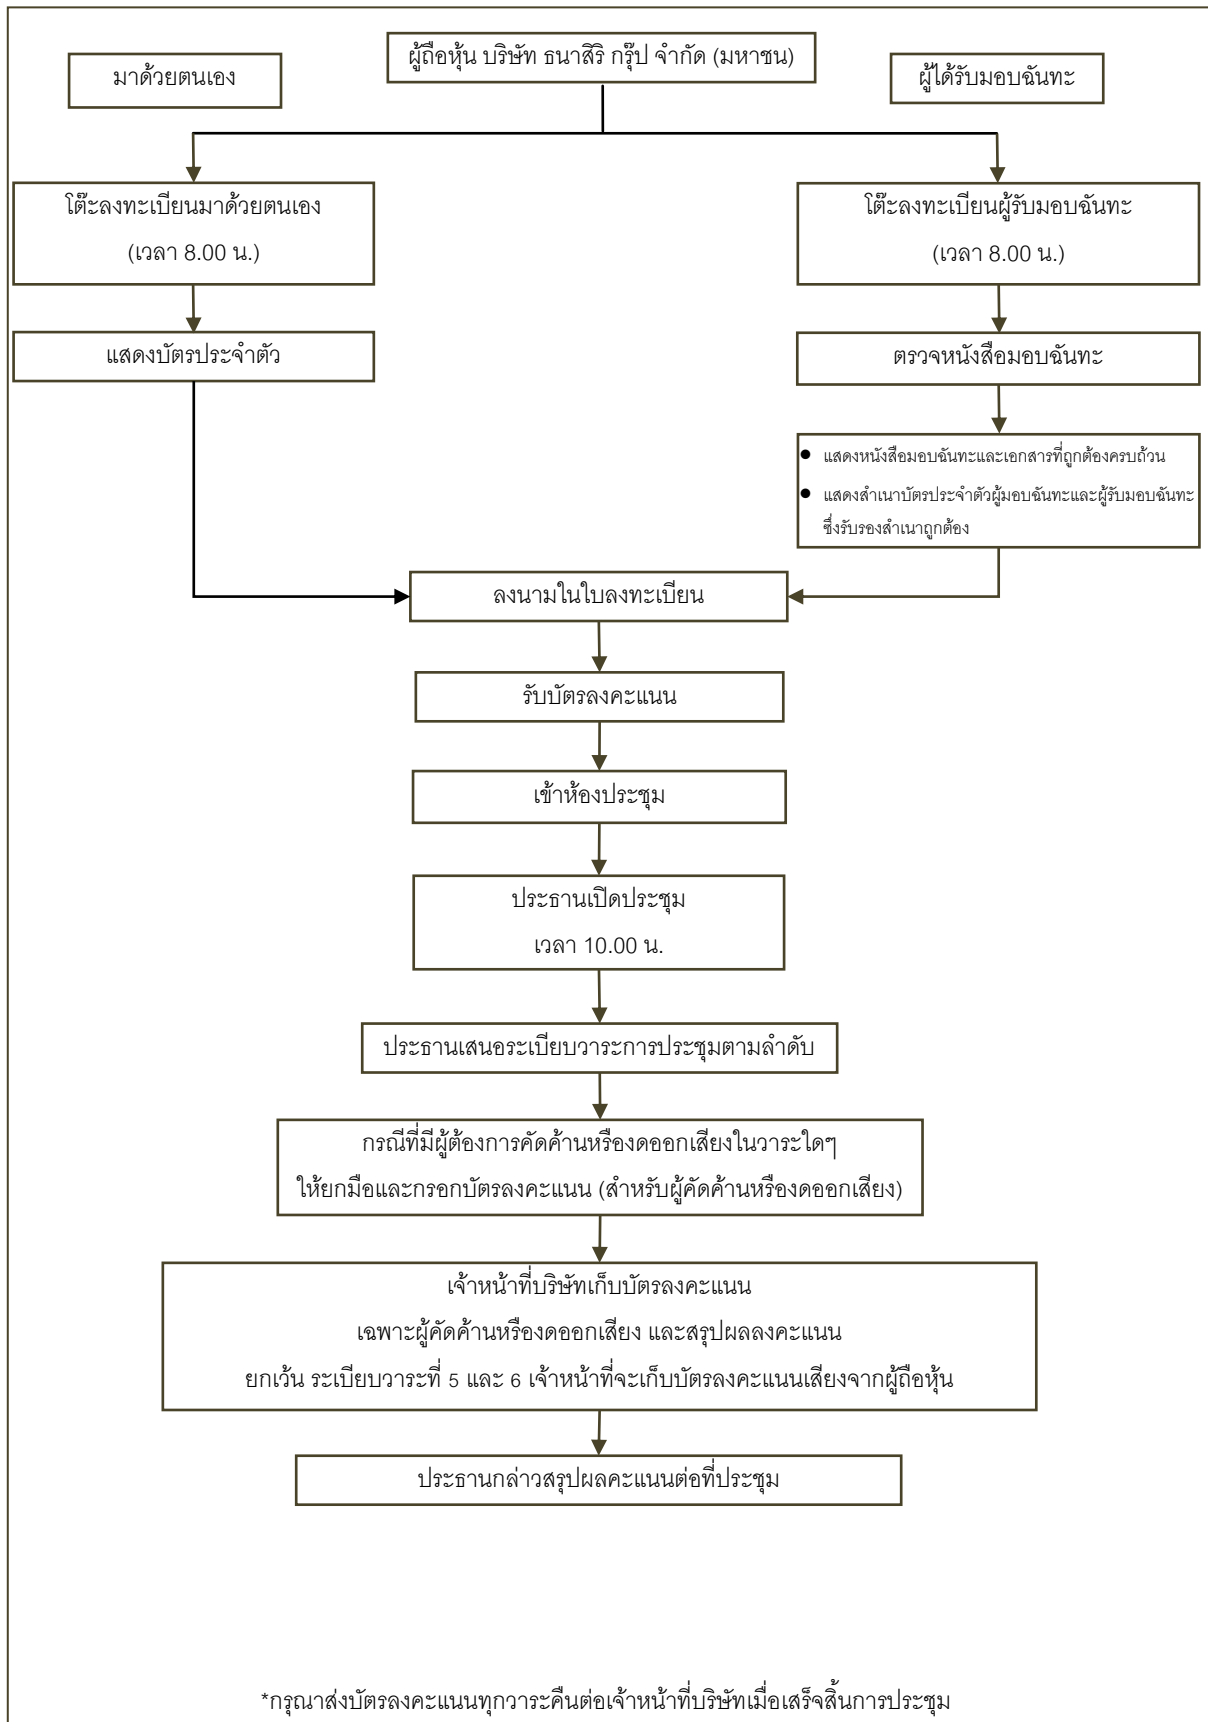 ผู้ถือหุ้น บริษัท ธนาสิริ กรุ๊ป จำกัด (มหาชน)
มาด้วยตนเอง
ผู้ได้รับมอบฉันทะ
โต๊ะลงทะเบียนมาด้วยตนเอง
(เวลา 8.00 น.)
โต๊ะลงทะเบียนผู้รับมอบฉันทะ
(เวลา 8.00 น.)
แสดงบัตรประจำตัว
ตรวจหนังสือมอบฉันทะ
● แสดงหนังสือมอบฉันทะและเอกสารที่ถูกต้องครบถ้วน
● แสดงสำเนาบัตรประจำตัวผู้มอบฉันทะและผู้รับมอบฉันทะ
ซึ่งรับรองสำเนาถูกต้อง
ลงนามในใบลงทะเบียน
รับบัตรลงคะแนน
เข้าห้องประชุม
ประธานเปิดประชุม
เวลา 10.00 น.
ประธานเสนอระเบียบวาระการประชุมตามลำดับ
กรณีที่มีผู้ต้องการคัดค้านหรืองดออกเสียงในวาระใดๆ
ให้ยกมือและกรอกบัตรลงคะแนน (สำหรับผู้คัดค้านหรืองดออกเสียง)
เจ้าหน้าที่บริษัทเก็บบัตรลงคะแนน
เฉพาะผู้คัดค้านหรืองดออกเสียง และสรุปผลลงคะแนน
ยกเว้น ระเบียบวาระที่ 5 และ 6 เจ้าหน้าที่จะเก็บบัตรลงคะแนนเสียงจากผู้ถือหุ้น
ประธานกล่าวสรุปผลคะแนนต่อที่ประชุม
*กรุณาส่งบัตรลงคะแนนทุกวาระคืนต่อเจ้าหน้าที่บริษัทเมื่อเสร็จสิ้นการประชุม